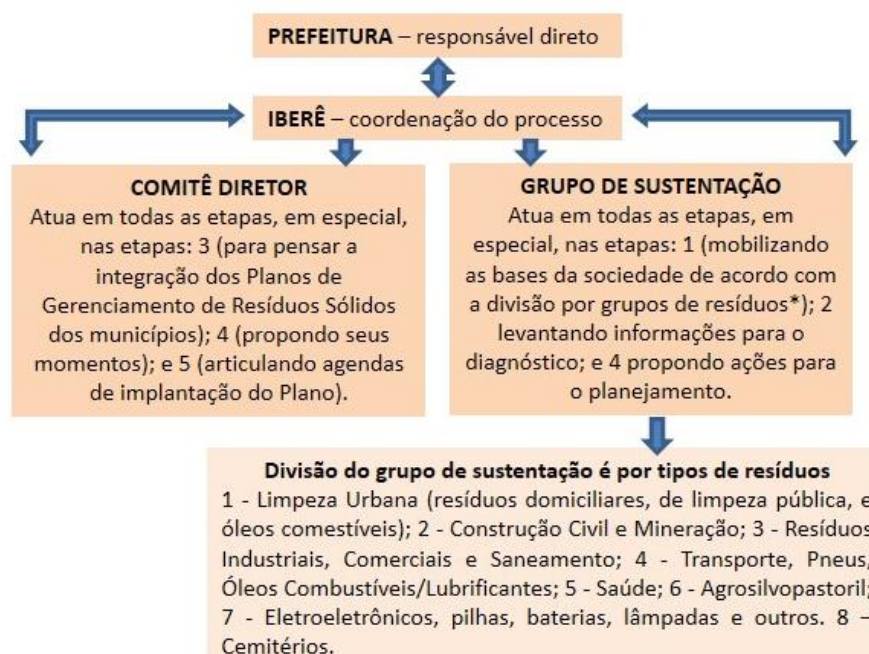 PREFEITURA – responsável direto
IBERÊ – coordenação do processo
COMITÊ DIRETOR
Atua em todas as etapas, em especial,
nas etapas: 3 (para pensar a
integração dos Planos de
Gerenciamento de Resíduos Sólidos
dos municípios); 4 (propondo seus
momentos); e 5 (articulando agendas
de implantação do Plano).
GRUPO DE SUSTENTAÇÃO
Atua em todas as etapas, em
especial, nas etapas: 1 (mobilizando
as bases da sociedade de acordo com
a divisão por grupos de resíduos*); 2
levantando informações para o
diagnóstico; e 4 propondo ações para
o planejamento.
Divisão do grupo de sustentação é por tipos de resíduos
1 - Limpeza Urbana (resíduos domiciliares, de limpeza pública, e
óleos comestíveis); 2 - Construção Civil e Mineração; 3 - Resíduos
Industriais, Comerciais e Saneamento; 4 - Transporte, Pneus,
Óleos Combustíveis/Lubrificantes; 5 - Saúde; 6 - Agrosilvopastoril;
7 - Eletroeletrônicos, pilhas, baterias, lâmpadas e outros. 8 –
Cemitérios.